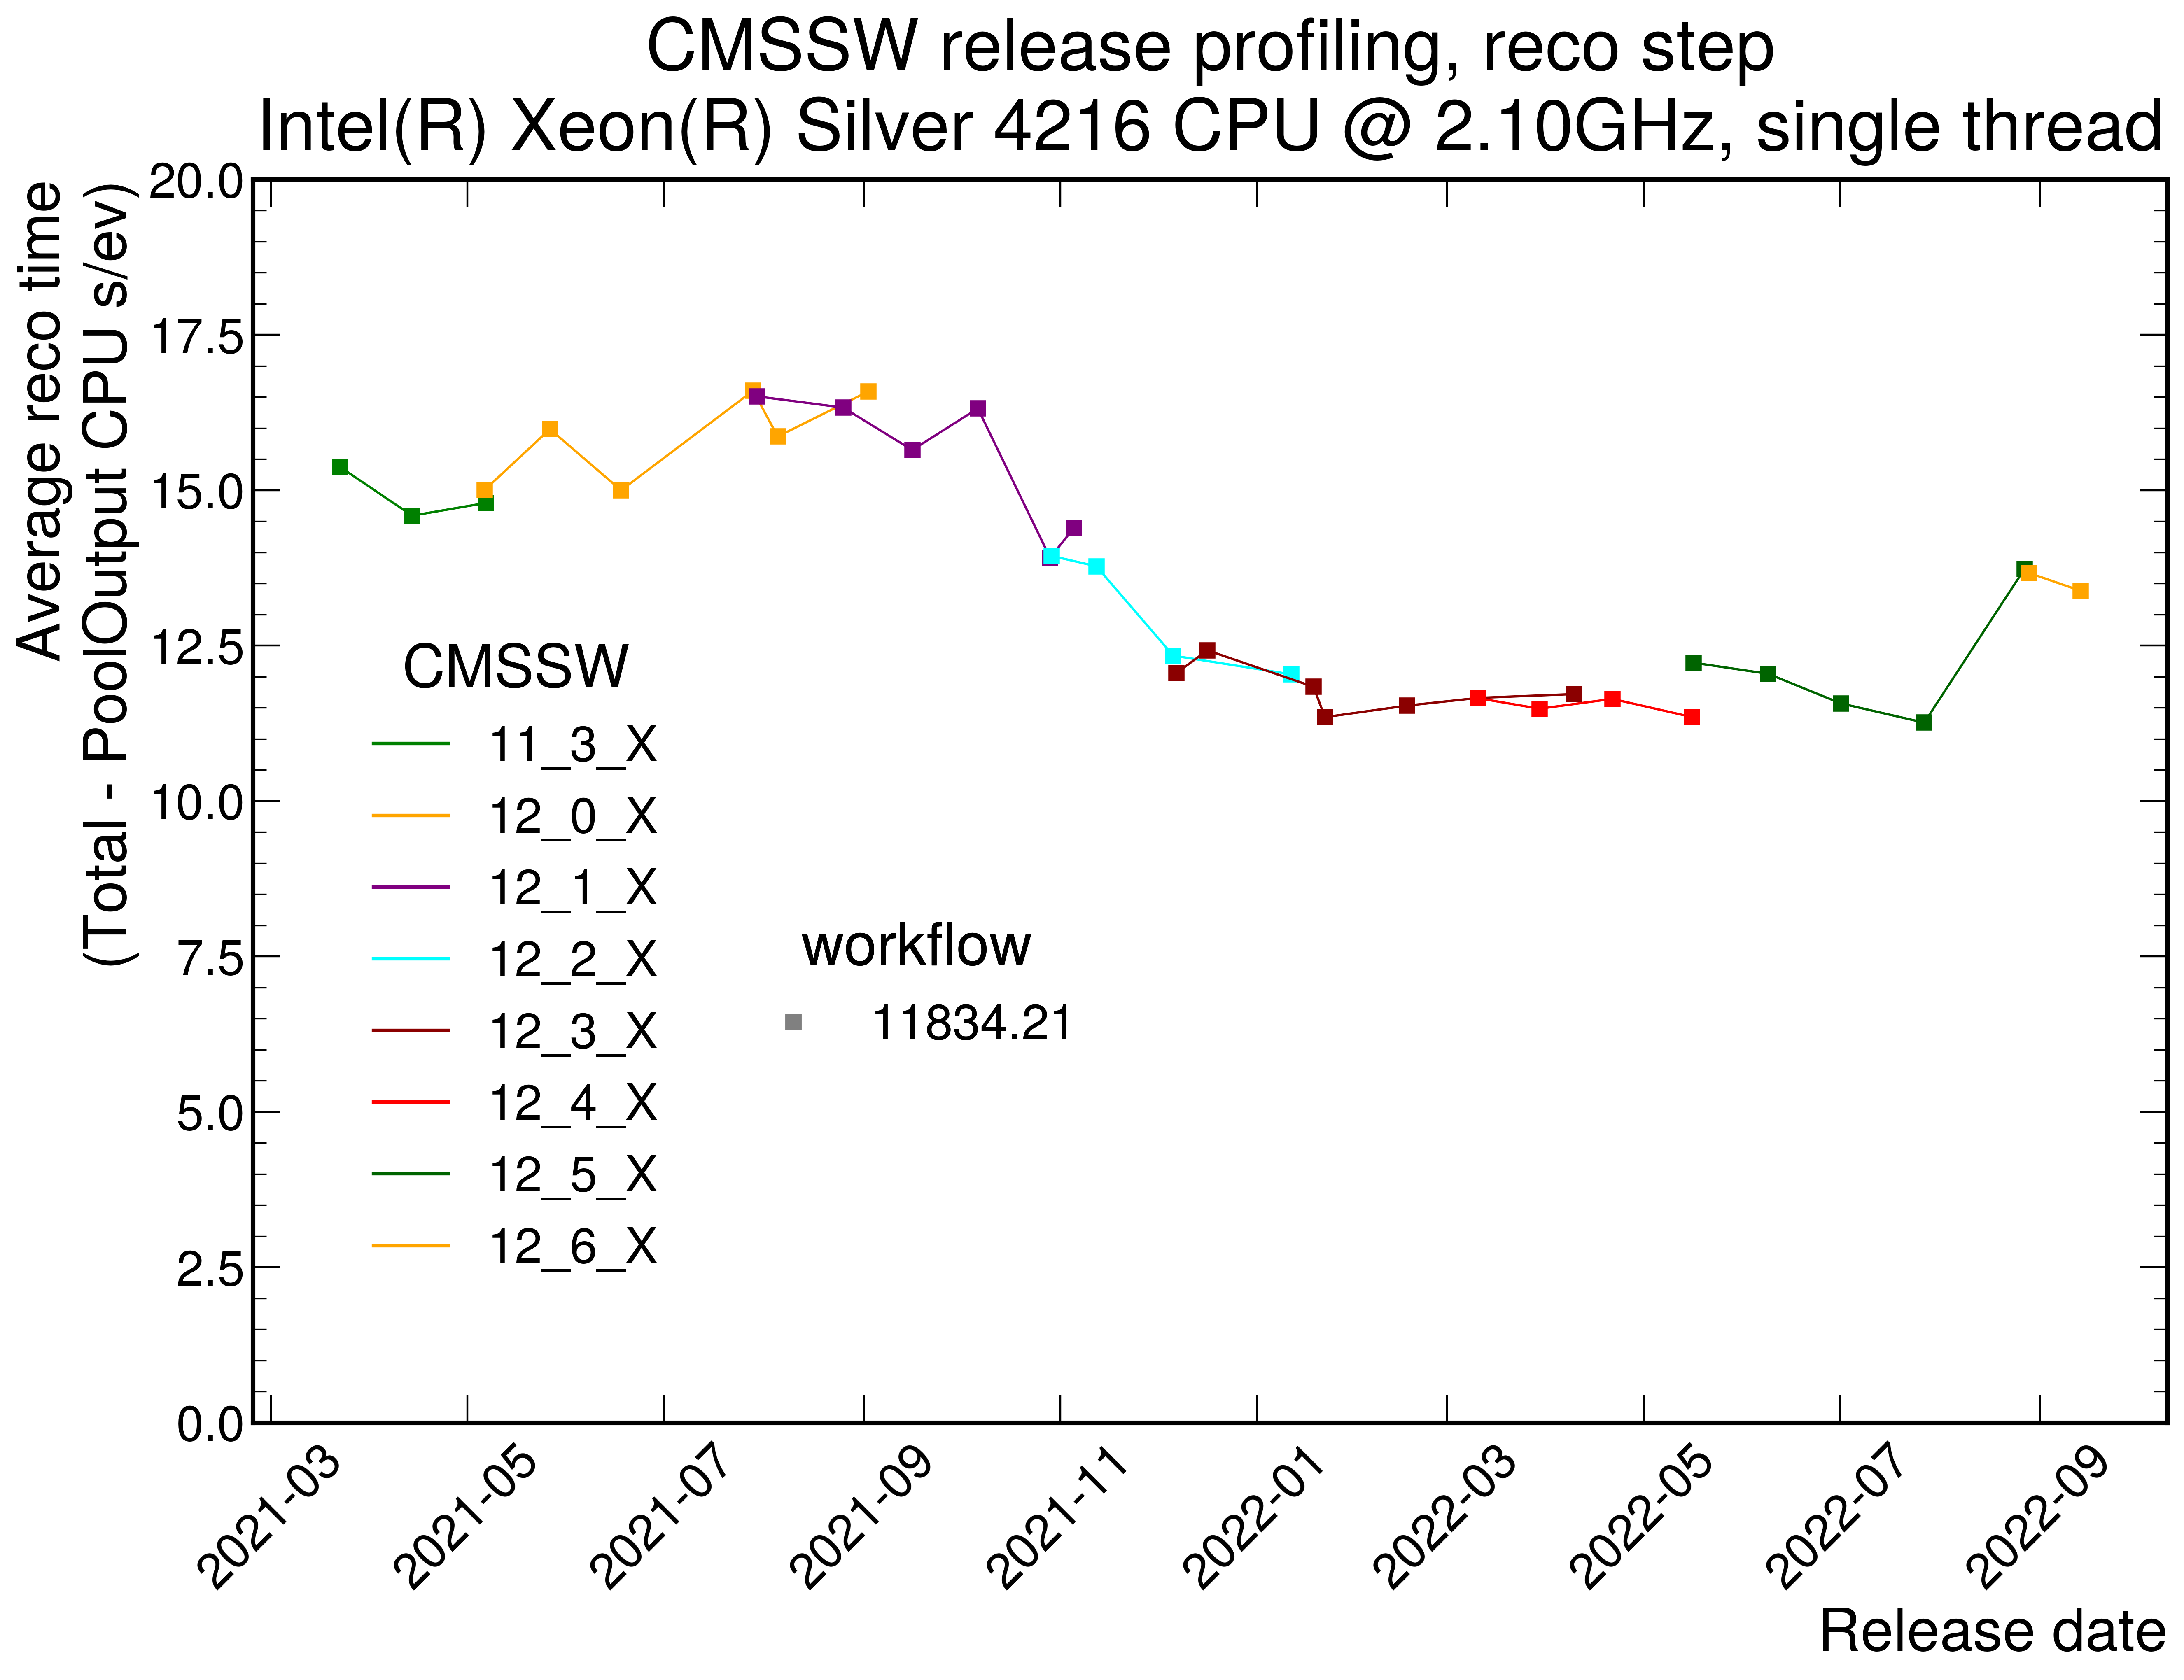 CMSSW release profiling, reco step
Intel(R) Xeon(R) Silver 4216 CPU @ 2.10GHz, single thread
Average reco time
(Total - PoolOutput CPU s/ev)
20.0
17.5
15.0
12.5
10.0
7.5
5.0
2.5
0.0
CMSSW
11_3_X
12_0_X
12_1_X
12_2_X
12_3_X
12_4_X
12_5_X
12_6_X
workflow
11834.21
2021-03
2021-05
2021-07
2021-09
2021-11
2022-01
2022-03
2022-05
2022-07
2022-09
Release date